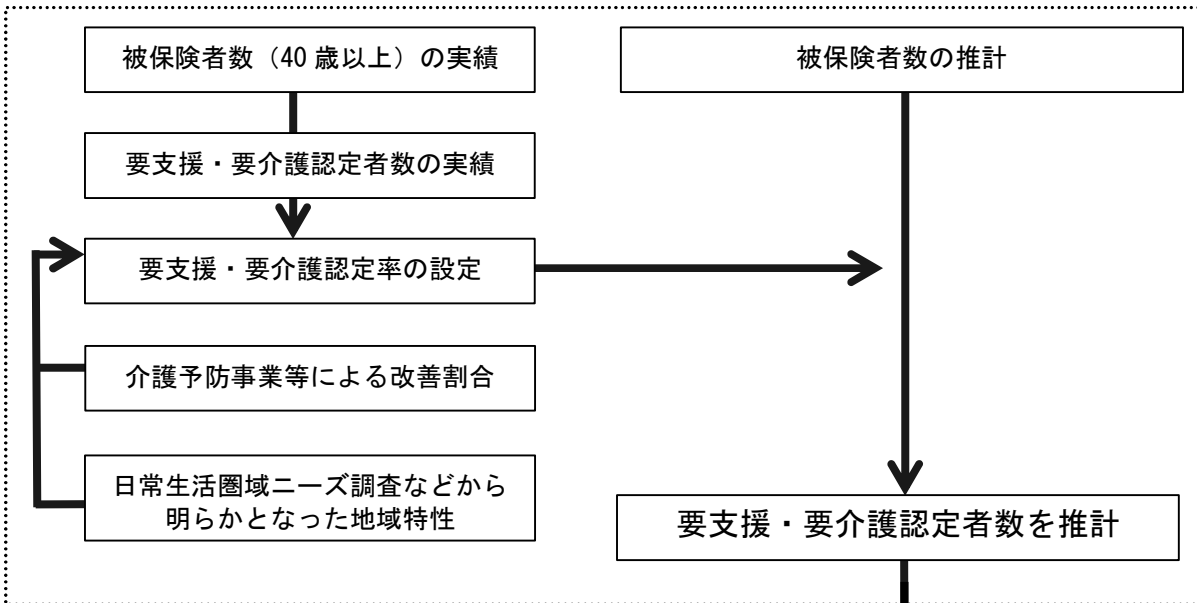 被保険者数（40 歳以上）の実績
被保険者数の推計
要支援・要介護認定者数の実績
要支援・要介護認定率の設定
介護予防事業等による改善割合
日常生活圏域ニーズ調査などから
明らかとなった地域特性
要支援・要介護認定者数を推計